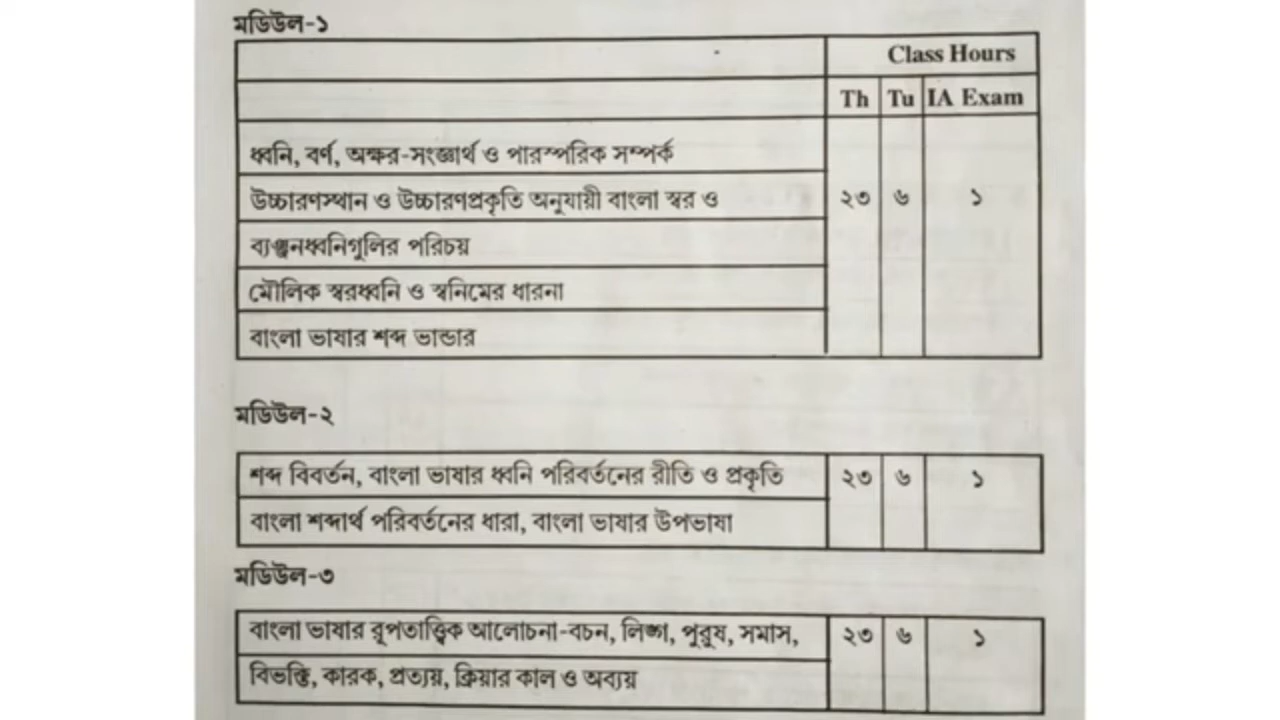 মডিউল-১
Class Hours
Th Tu IA Exam
ধ্বনি, বর্ণ, অক্ষর-সংজ্ঞার্থ ও পারস্পরিক সম্পর্ক
উচ্চারণস্থান ও উচ্চারণপ্রকৃতি অনুযায়ী বাংলা স্বর ও ২৩ ৬ ১
ব্যঞ্জনধ্বনিগুলির পরিচয়
মৌলিক স্বরধ্বনি ও স্বনিমের ধারনা
বাংলা ভাষার শব্দ ভান্ডার
মডিউল-২
শব্দ বিবর্তন, বাংলা ভাষার ধ্বনি পরিবর্তনের রীতি ও প্রকৃতি ২৩ ৬ ১
বাংলা শব্দার্থ পরিবর্তনের ধারা, বাংলা ভাষার উপভাষা
মডিউল-৩
বাংলা ভাষার রূপতাত্ত্বিক আলোচনা-বচন, লিঙ্গ, পুরুষ, সমাস, ২৩ ৬ ১
বিভক্তি, কারক, প্রত্যয়, ক্রিয়ার কাল ও অব্যয়